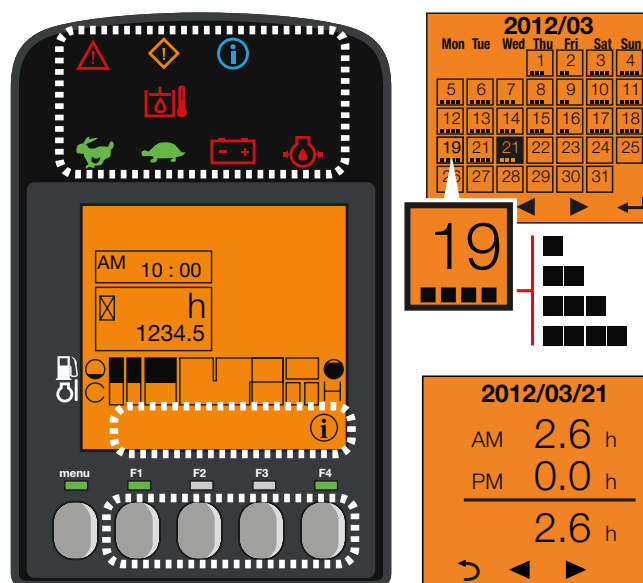 AM 10 : 00
h
1234.5
C H
i
menu F1 F2 F3 F4
2012/03
Mon Tue Wed Thu Fri Sat Sun
1 2 3 4
5 6 7 8 9 10 11
12 13 14 15 16 17 18
19 21 21 22 23 24 25
26 27 28 29 30 31
19
2012/03/21
AM 2.6 h
PM 0.0 h
2.6 h